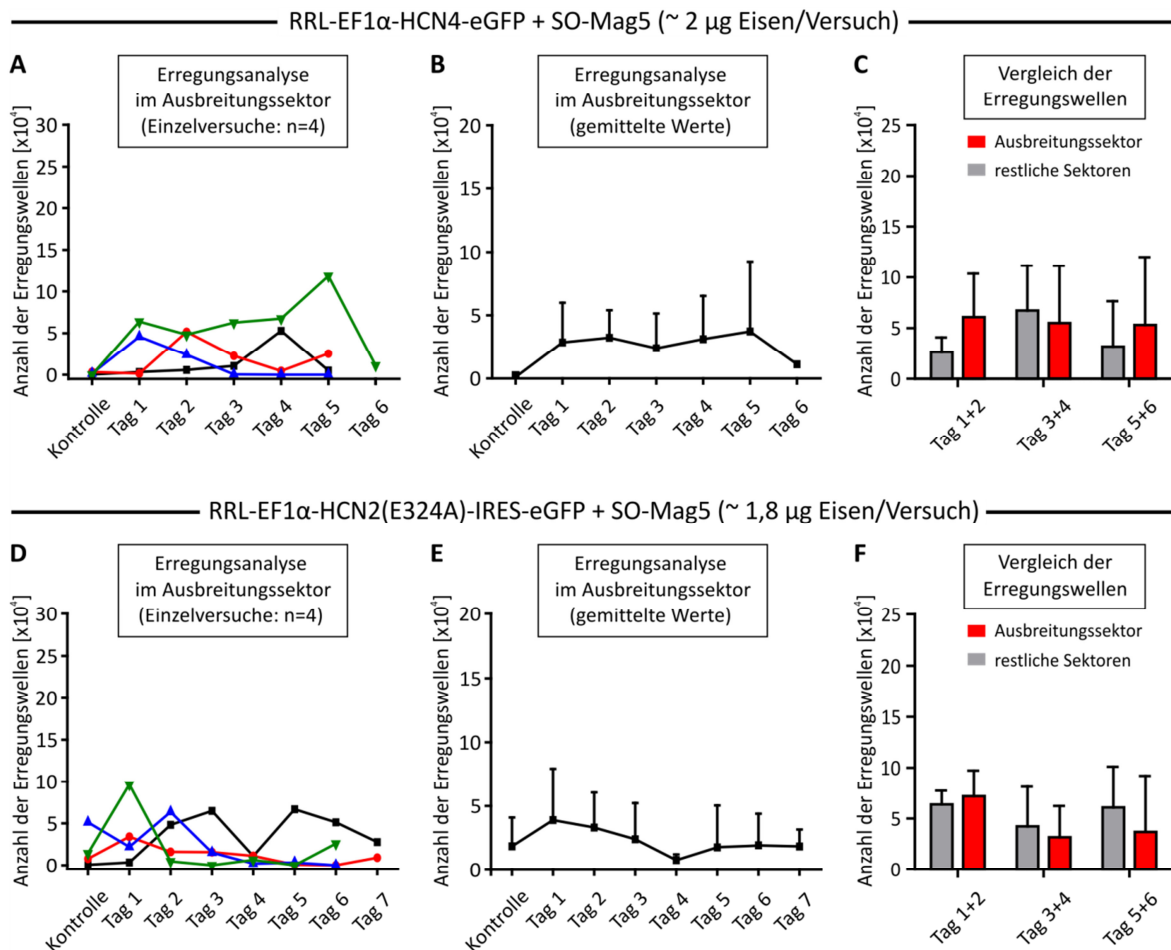 RRL-EF1α-HCN4-eGFP + SO-Mag5 (~ 2 µg Eisen/Versuch)
A
Erregungsanalyse
im Ausbreitungssektor
(Einzelversuche: n=4)
Anzahl der Erregungswellen [x10⁴]
30
25
20
15
10
5
0
Kontrolle
Tag 1
Tag 2
Tag 3
Tag 4
Tag 5
Tag 6
B
Erregungsanalyse
im Ausbreitungssektor
(gemittelte Werte)
Anzahl der Erregungswellen [x10⁴]
20
15
10
5
0
Kontrolle
Tag 1
Tag 2
Tag 3
Tag 4
Tag 5
Tag 6
C
Vergleich der
Erregungswellen
Ausbreitungssektor
restliche Sektoren
Anzahl der Erregungswellen [x10⁴]
25
20
15
10
5
0
Tag 1+2
Tag 3+4
Tag 5+6
RRL-EF1α-HCN2(E324A)-IRES-eGFP + SO-Mag5 (~ 1,8 µg Eisen/Versuch)
D
Erregungsanalyse
im Ausbreitungssektor
(Einzelversuche: n=4)
Anzahl der Erregungswellen [x10⁴]
30
25
20
15
10
5
0
Kontrolle
Tag 1
Tag 2
Tag 3
Tag 4
Tag 5
Tag 6
Tag 7
E
Erregungsanalyse
im Ausbreitungssektor
(gemittelte Werte)
Anzahl der Erregungswellen [x10⁴]
20
15
10
5
0
Kontrolle
Tag 1
Tag 2
Tag 3
Tag 4
Tag 5
Tag 6
Tag 7
F
Vergleich der
Erregungswellen
Ausbreitungssektor
restliche Sektoren
Anzahl der Erregungswellen [x10⁴]
25
20
15
10
5
0
Tag 1+2
Tag 3+4
Tag 5+6